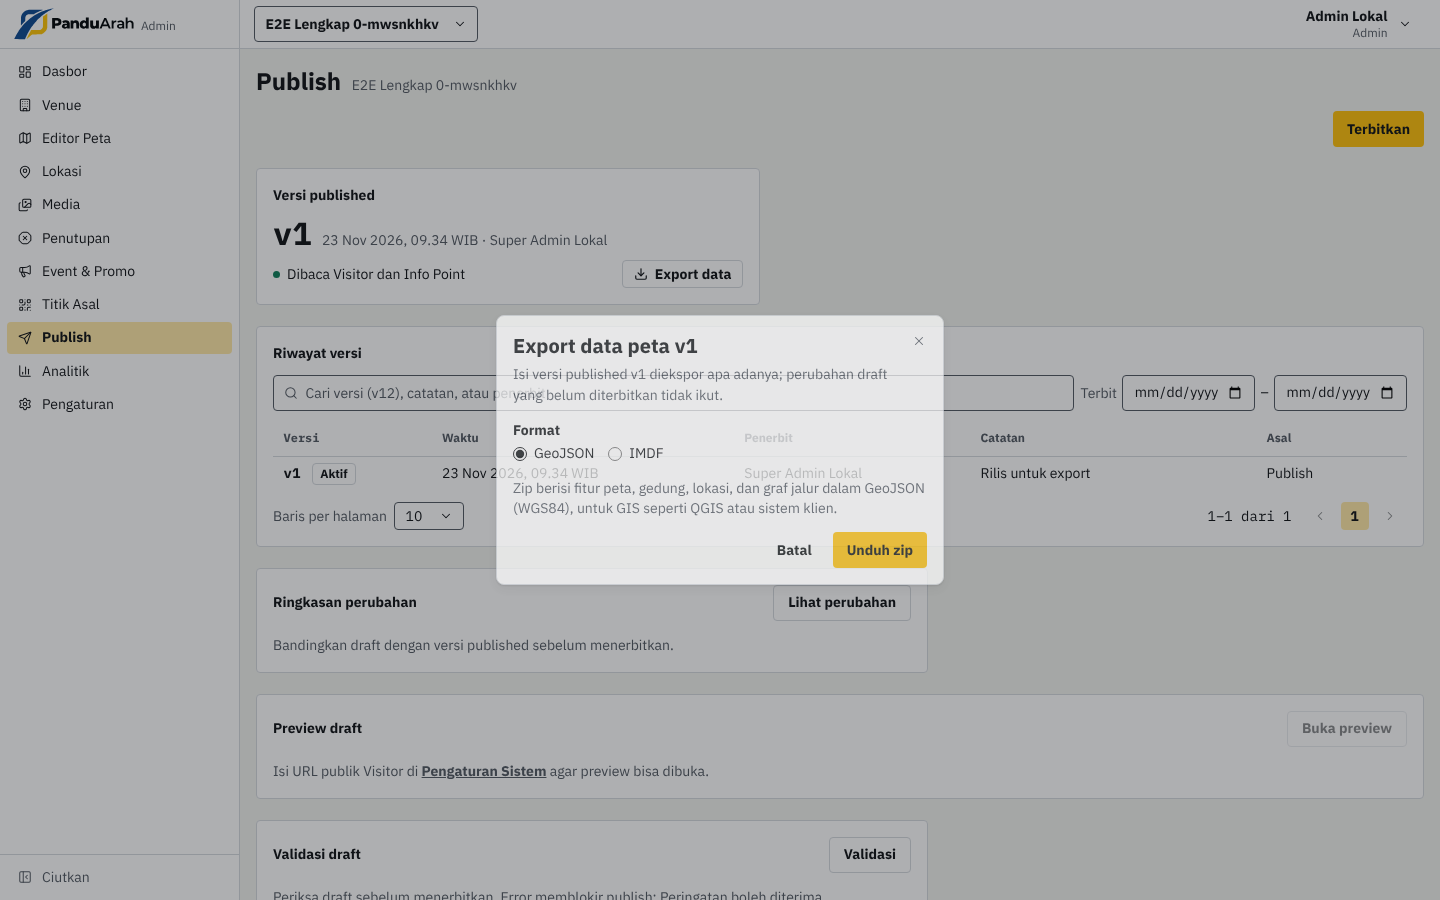 PanduArah Admin
E2E Lengkap 0-mwsnkhkv
Admin Lokal
Admin
Dasbor
Venue
Editor Peta
Lokasi
Media
Penutupan
Event & Promo
Titik Asal
Publish
Analitik
Pengaturan
Ciutkan
Publish E2E Lengkap 0-mwsnkhkv
Terbitkan
Versi published
v1 23 Nov 2026, 09.34 WIB · Super Admin Lokal
Dibaca Visitor dan Info Point
Export data
Riwayat versi
Cari versi (v12), catatan, atau penerbit
Terbit mm/dd/yyyy – mm/dd/yyyy
Versi Waktu Penerbit Catatan Asal
v1 Aktif 23 Nov 2026, 09.34 WIB Super Admin Lokal Rilis untuk export Publish
Baris per halaman 10
1–1 dari 1
1
Export data peta v1
Isi versi published v1 diekspor apa adanya; perubahan draft
yang belum diterbitkan tidak ikut.
Format
GeoJSON IMDF
Zip berisi fitur peta, gedung, lokasi, dan graf jalur dalam GeoJSON
(WGS84), untuk GIS seperti QGIS atau sistem klien.
Batal
Unduh zip
Ringkasan perubahan
Lihat perubahan
Bandingkan draft dengan versi published sebelum menerbitkan.
Preview draft
Buka preview
Isi URL publik Visitor di Pengaturan Sistem agar preview bisa dibuka.
Validasi draft
Validasi
Periksa draft sebelum menerbitkan. Error memblokir publish; Peringatan boleh diterima.